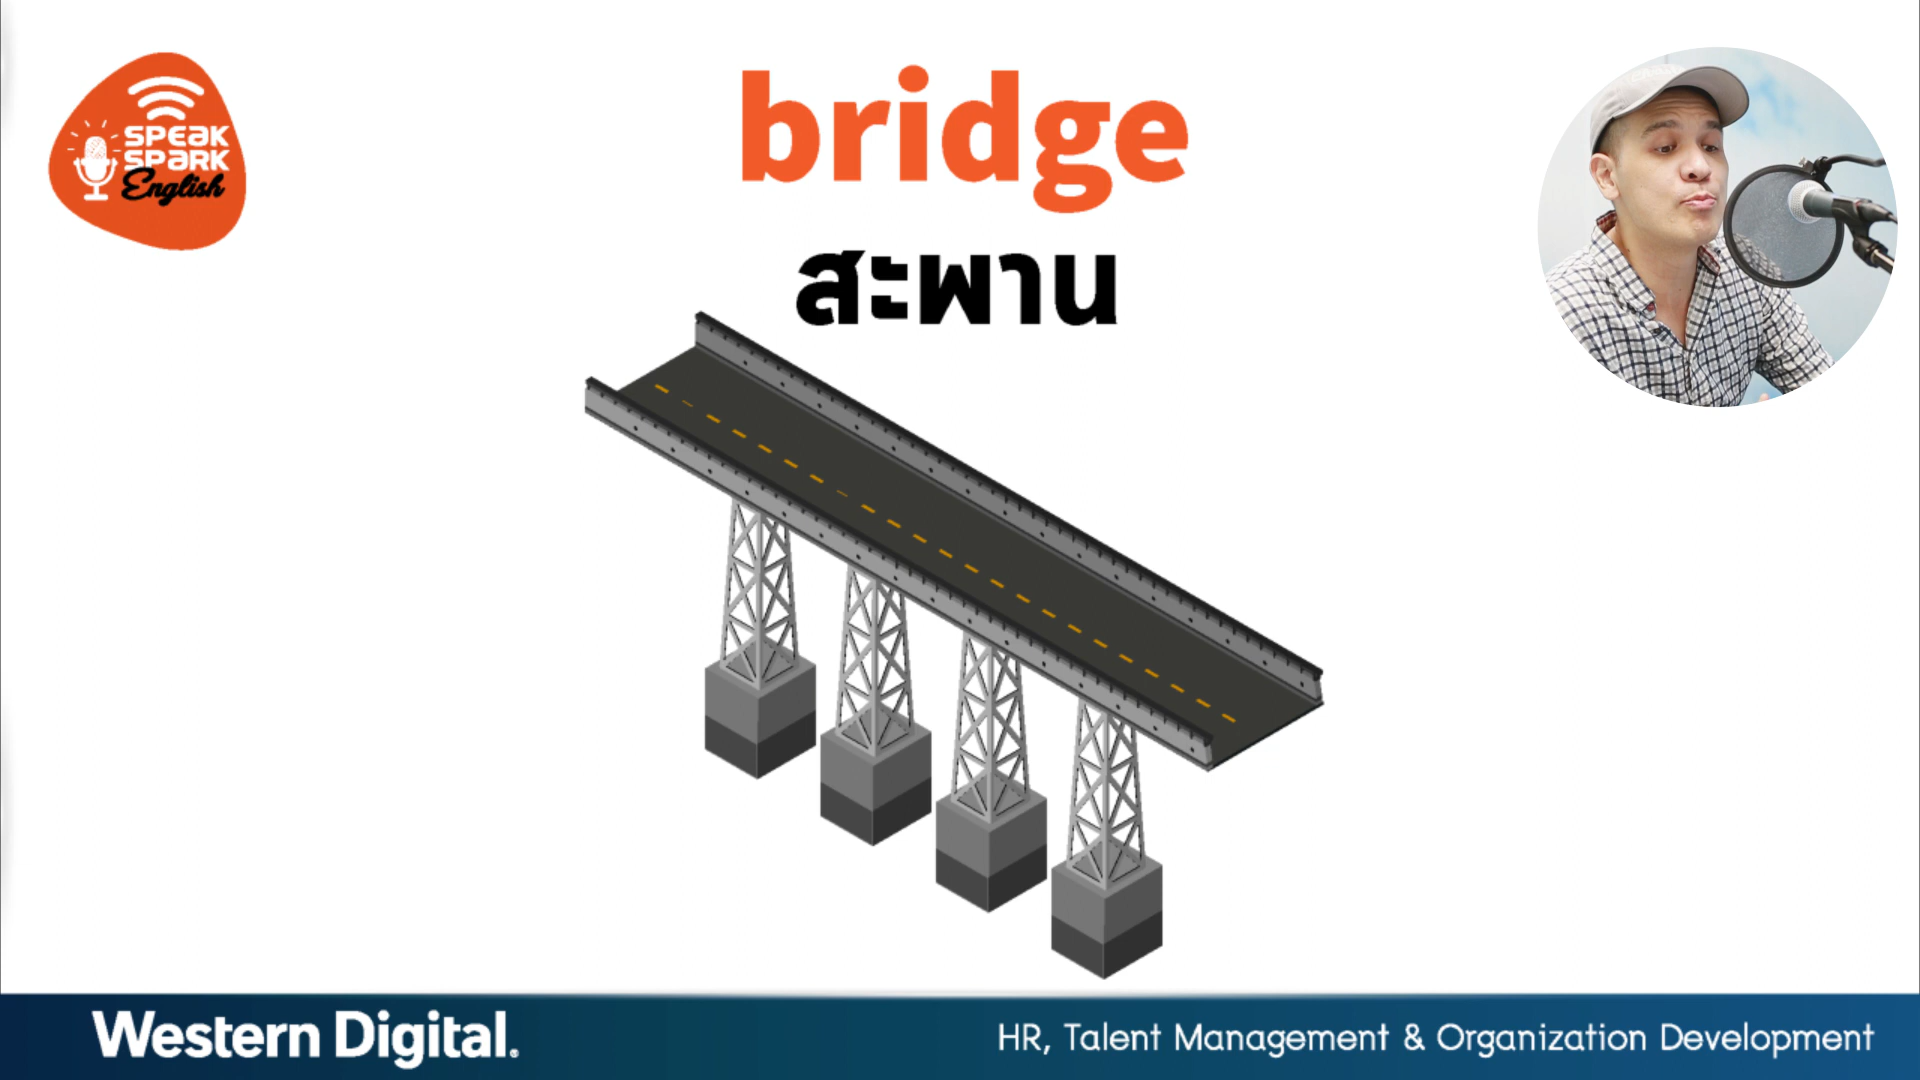 SPEAK
SPARK
English
bridge
สะพาน
Western Digital.
HR, Talent Management & Organization Development